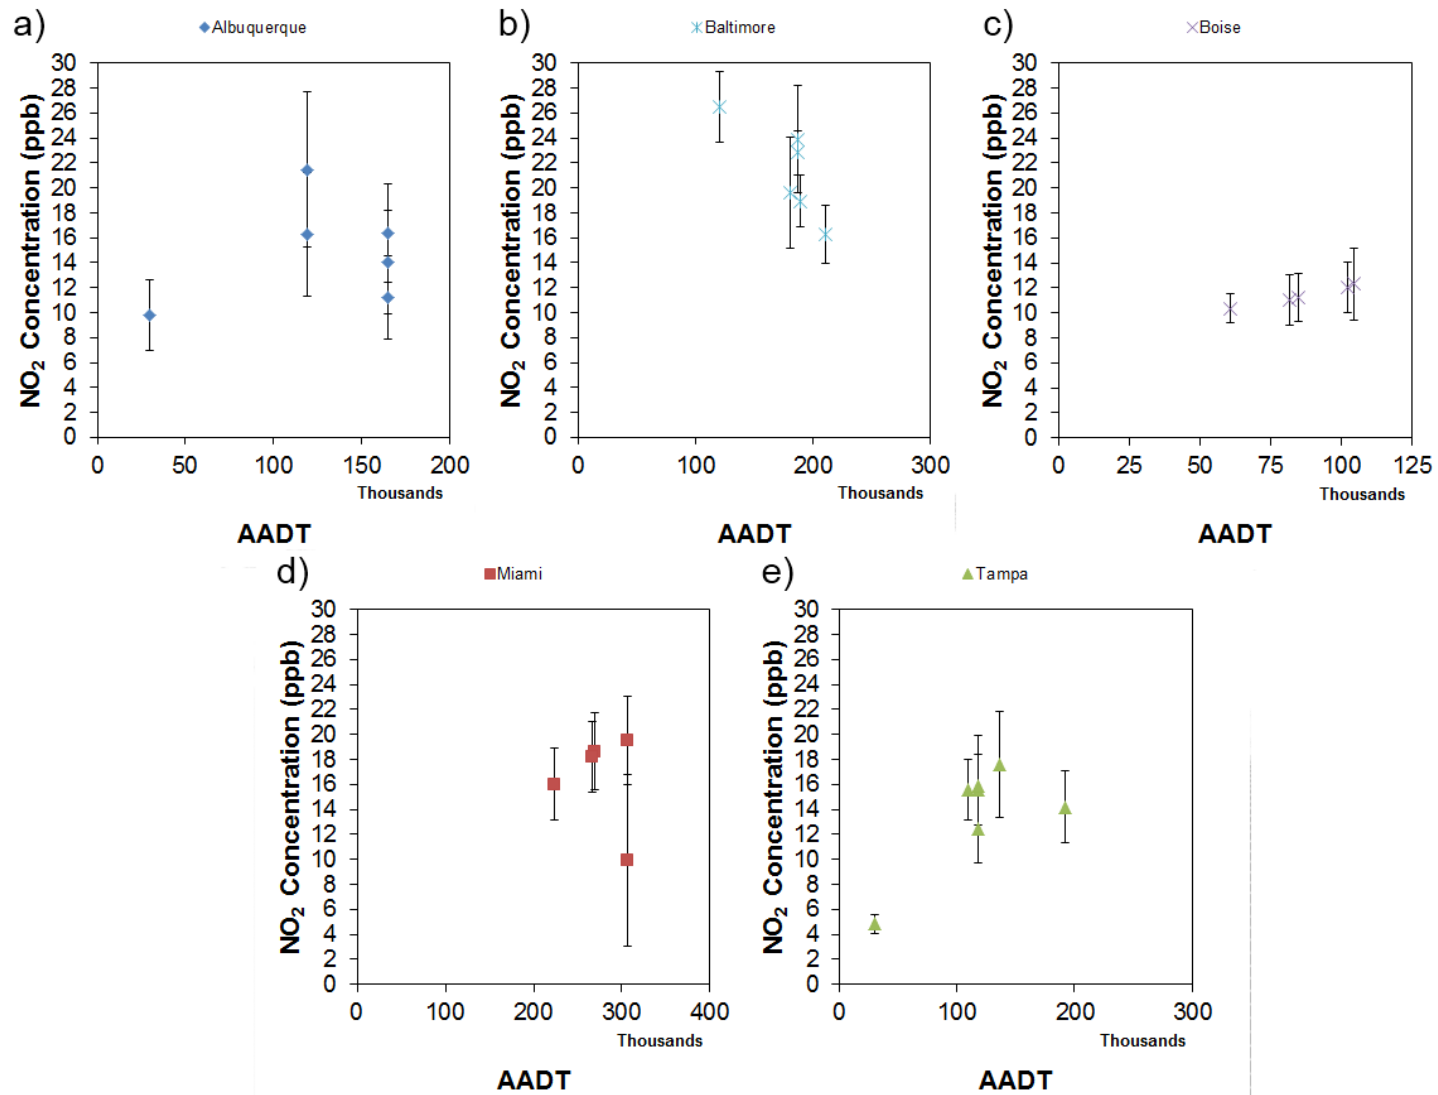 a)
Albuquerque
NO₂ Concentration (ppb)
30
28
26
24
22
20
18
16
14
12
10
8
6
4
2
0
0 50 100 150 200
Thousands
AADT
b)
Baltimore
NO₂ Concentration (ppb)
30
28
26
24
22
20
18
16
14
12
10
8
6
4
2
0
0 100 200 300
Thousands
AADT
c)
Boise
NO₂ Concentration (ppb)
30
28
26
24
22
20
18
16
14
12
10
8
6
4
2
0
0 25 50 75 100 125
Thousands
AADT
d)
Miami
NO₂ Concentration (ppb)
30
28
26
24
22
20
18
16
14
12
10
8
6
4
2
0
0 100 200 300 400
Thousands
AADT
e)
Tampa
NO₂ Concentration (ppb)
30
28
26
24
22
20
18
16
14
12
10
8
6
4
2
0
0 100 200 300
Thousands
AADT